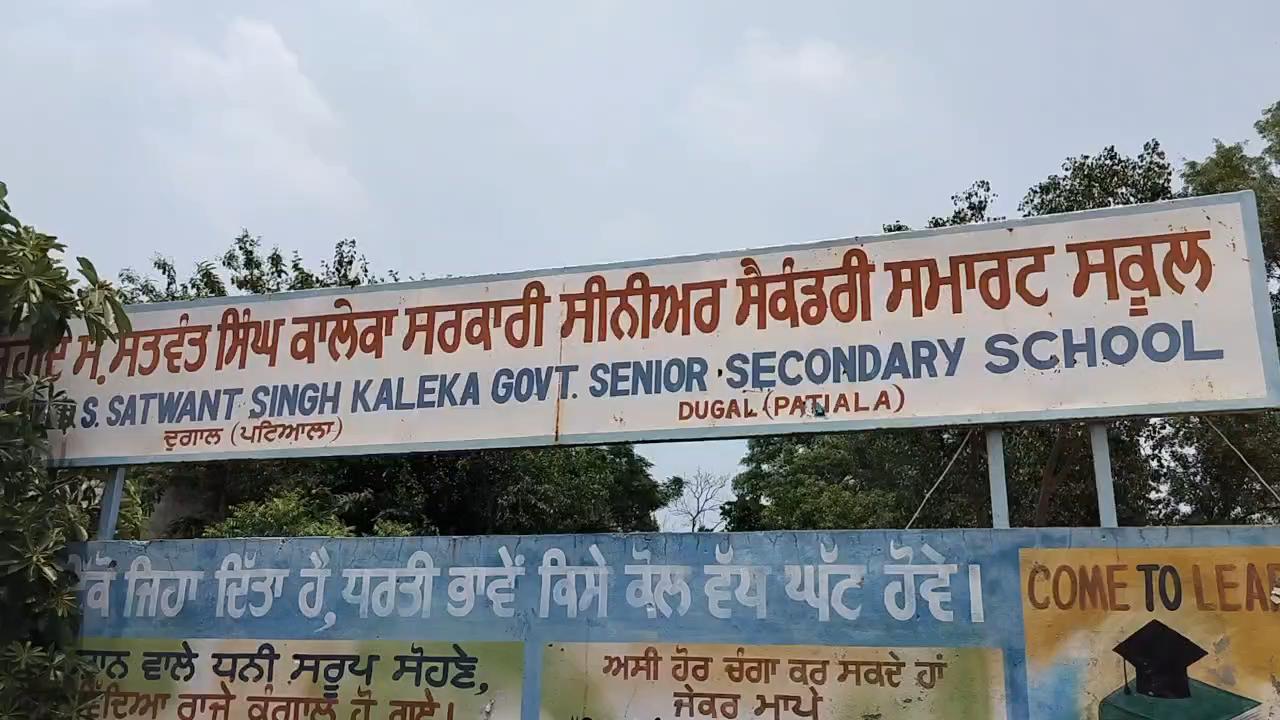 ਸ. ਸਤਵੰਤ ਸਿੰਘ ਕਾਲੇਕਾ ਸਰਕਾਰੀ ਸੀਨੀਅਰ ਸੈਕੰਡਰੀ ਸਮਾਰਟ ਸਕੂਲ
S. SATWANT SINGH KALEKA GOVT. SENIOR SECONDARY SCHOOL
ਦੁਗਾਲ (ਪਟਿਆਲਾ) DUGAL (PATIALA)
ਜਿਹਾ ਦਿੱਤਾ ਹੈ, ਧਰਤੀ ਭਾਵੇਂ ਕਿਸੇ ਕੋਲ ਵੱਧ ਘੱਟ ਹੋਵੇ।
COME TO
ਵਾਲੇ ਧਨੀ ਸਰੂਪ ਸੋਹਣੇ,
ਰਾਜੇ ਕੰਗਾਲ ਹੋ ਗਏ।
ਅਸੀ ਹੋਰ ਚੰਗਾ ਕਰ ਸਕਦੇ ਹਾਂ
ਜੇਕਰ ਮਾਪੇ